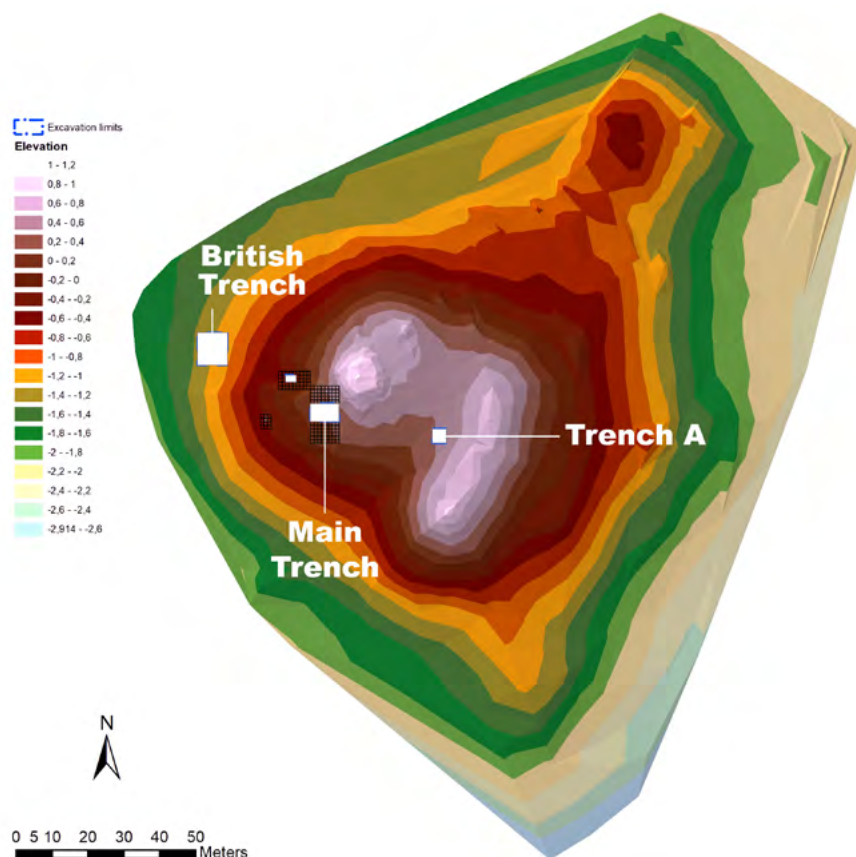 Excavation limits
Elevation
1 - 1,2
0,8 - 1
0,6 - 0,8
0,4 - 0,6
0,2 - 0,4
0 - 0,2
-0,2 - 0
-0,4 - -0,2
-0,6 - -0,4
-0,8 - -0,6
-1 - -0,8
-1,2 - -1
-1,4 - -1,2
-1,6 - -1,4
-1,8 - -1,6
-2 - -1,8
-2,2 - -2
-2,4 - -2,2
-2,6 - -2,4
-2,914 - -2,6
British
Trench
Trench A
Main
Trench
N
0 5 10 20 30 40 50
Meters